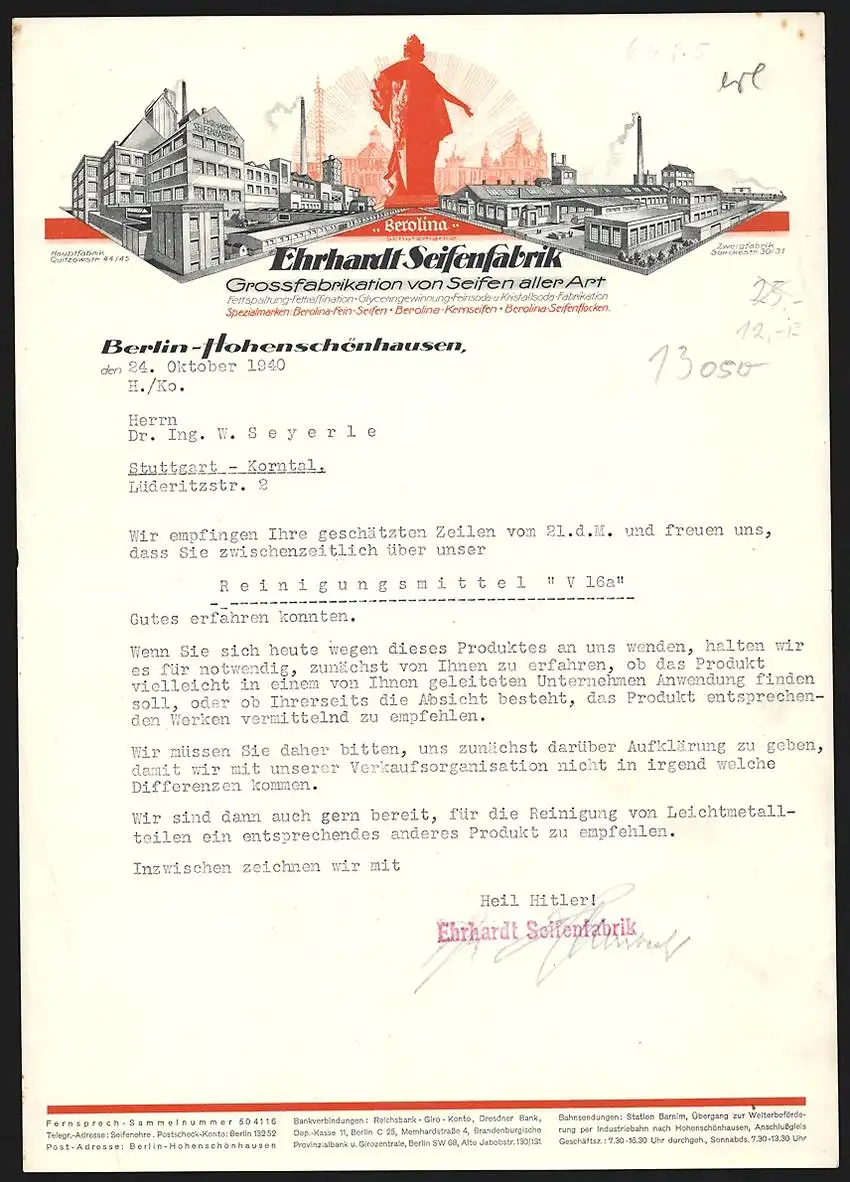 erl
EHRHARDT
SEIFENFABRIK
„Berolina“
Schutzmarke
Hauptfabrik
Quitzowstr. 44/45
Zweigfabrik
Goeckestr. 30/31
Ehrhardt-Seifenfabrik
Grossfabrikation von Seifen aller Art
Fettspaltung·Fettraffination·Glyceringewinnung·Feinsoda-u.Kristallsoda-Fabrikation
Spezialmarken: Berolina-Fein-Seifen • Berolina-Kernseifen • Berolina-Seifenflocken.
25,-
12,-E
13050
Berlin-Hohenschönhausen,
den 24. Oktober 1940
H./Ko.
Herrn
Dr. Ing. W. S e y e r l e
Stuttgart - Korntal.
Lüderitzstr. 2
Wir empfingen Ihre geschätzten Zeilen vom 21.d.M. und freuen uns,
dass Sie zwischenzeitlich über unser
R e i n i g u n g s m i t t e l " V 16a"
Gutes erfahren konnten.
Wenn Sie sich heute wegen dieses Produktes an uns wenden, halten wir
es für notwendig, zunächst von Ihnen zu erfahren, ob das Produkt
vielleicht in einem von Ihnen geleiteten Unternehmen Anwendung finden
soll, oder ob Ihrerseits die Absicht besteht, das Produkt entsprechen-
den Werken vermittelnd zu empfehlen.
Wir müssen Sie daher bitten, uns zunächst darüber Aufklärung zu geben,
damit wir mit unserer Verkaufsorganisation nicht in irgend welche
Differenzen kommen.
Wir sind dann auch gern bereit, für die Reinigung von Leichtmetall-
teilen ein entsprechendes anderes Produkt zu empfehlen.
Inzwischen zeichnen wir mit
Heil Hitler!
Ehrhardt Seifenfabrik
Fernsprech-Sammelnummer 504116
Telegr.-Adresse: Seifenehre. Postscheck-Konto: Berlin 13252
Post-Adresse: Berlin-Hohenschönhausen
Bankverbindungen: Reichsbank-Giro-Konto, Dresdner Bank,
Dep.-Kasse 11, Berlin C 25, Memhardstraße 4, Brandenburgische
Provinzialbank u. Girozentrale, Berlin SW 68, Alte Jakobstr. 130/131
Bahnsendungen: Station Barnim, Übergang zur Weiterbeförde-
rung per Industriebahn nach Hohenschönhausen, Anschlußgleis
Geschäftsz.: 7.30-16.30 Uhr durchgeh., Sonnabds. 7.30-13.30 Uhr